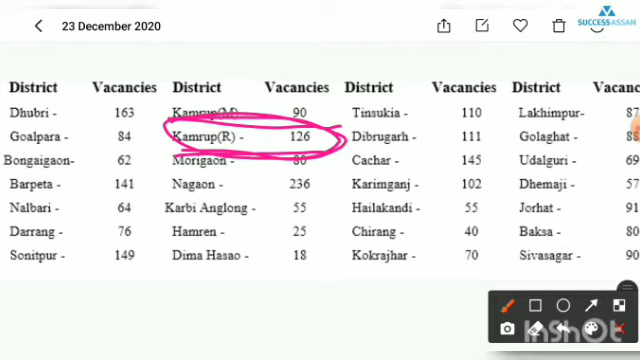 23 December 2020
SUCCESS ASSAM
District Vacancies District Vacancies District Vacancies District Vacanc
Dhubri - 163 Kamrup(M) 90 Tinsukia - 110 Lakhimpur- 87
Goalpara - 84 Kamrup(R) - 126 Dibrugarh - 111 Golaghat - 88
Bongaigaon- 62 Morigaon - 80 Cachar - 145 Udalguri - 69
Barpeta - 141 Nagaon - 236 Karimganj - 102 Dhemaji - 57
Nalbari - 64 Karbi Anglong - 55 Hailakandi - 55 Jorhat - 91
Darrang - 76 Hamren - 25 Chirang - 40 Baksa - 80
Sonitpur - 149 Dima Hasao - 18 Kokrajhar - 70 Sivasagar - 90
InShOt